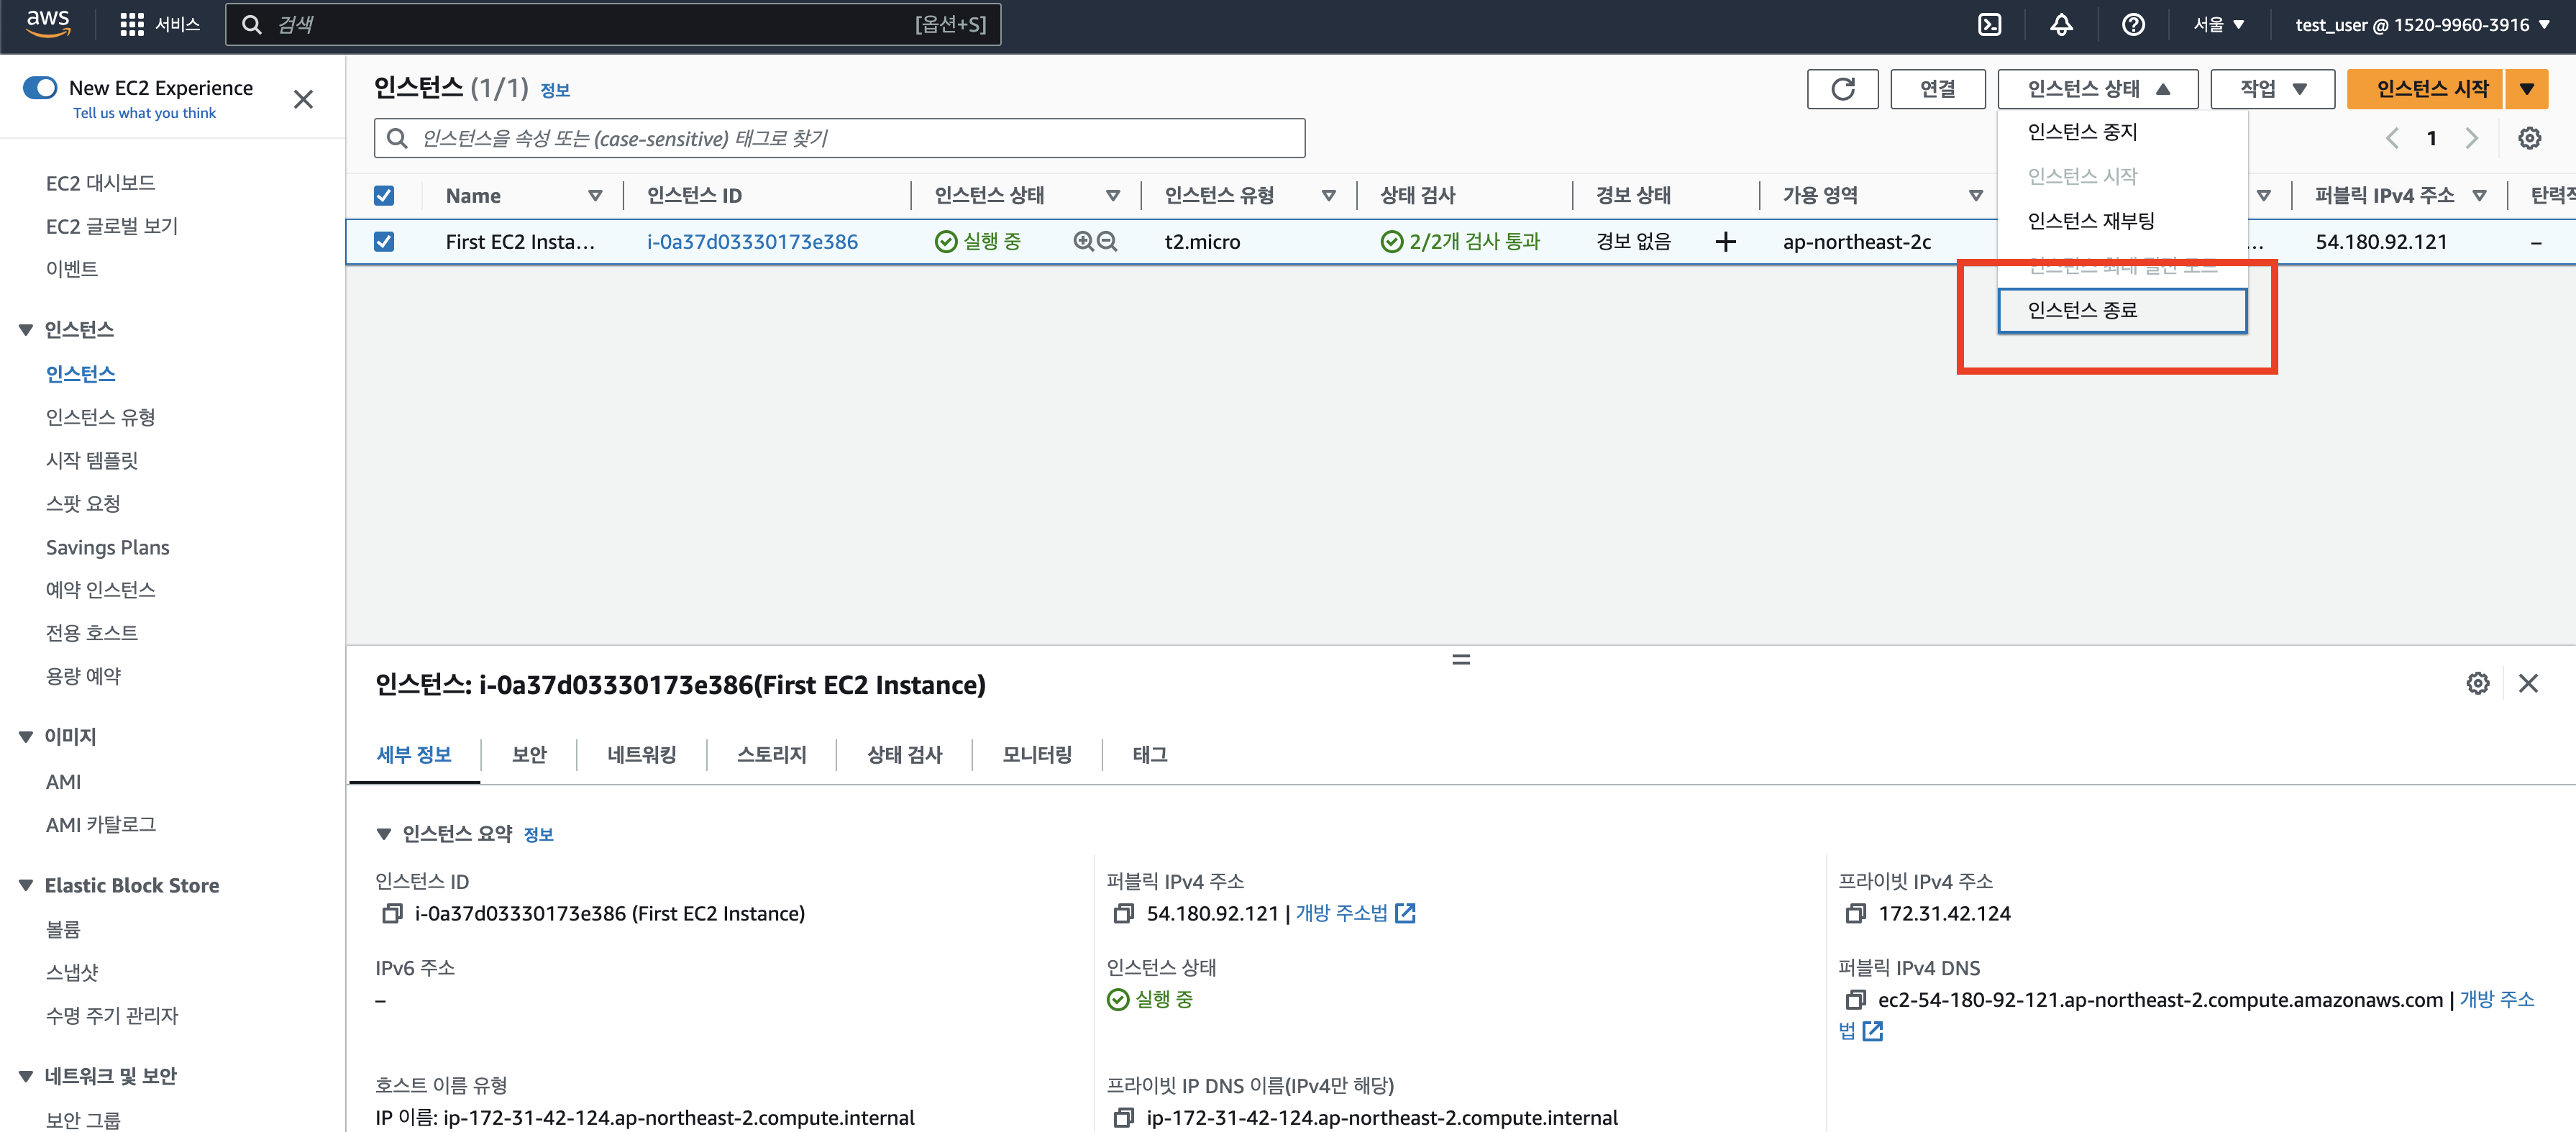 aws
서비스
검색
[옵션+S]
서울
test_user @ 1520-9960-3916
New EC2 Experience
Tell us what you think
EC2 대시보드
EC2 글로벌 보기
이벤트
인스턴스
인스턴스
인스턴스 유형
시작 템플릿
스팟 요청
Savings Plans
예약 인스턴스
전용 호스트
용량 예약
이미지
AMI
AMI 카탈로그
Elastic Block Store
볼륨
스냅샷
수명 주기 관리자
네트워크 및 보안
보안 그룹
인스턴스 (1/1) 정보
연결
인스턴스 상태
작업
인스턴스 시작
인스턴스를 속성 또는 (case-sensitive) 태그로 찾기
1
인스턴스 중지
인스턴스 시작
인스턴스 재부팅
인스턴스 최대 절전 모드
인스턴스 종료
Name 인스턴스 ID 인스턴스 상태 인스턴스 유형 상태 검사 경보 상태 가용 영역 퍼블릭 IPv4 주소
First EC2 Insta... i-0a37d03330173e386 실행 중 t2.micro 2/2개 검사 통과 경보 없음 + ap-northeast-2c ... 54.180.92.121 –
인스턴스: i-0a37d03330173e386(First EC2 Instance)
세부 정보 보안 네트워킹 스토리지 상태 검사 모니터링 태그
인스턴스 요약 정보
인스턴스 ID
i-0a37d03330173e386 (First EC2 Instance)
퍼블릭 IPv4 주소
54.180.92.121 | 개방 주소법
프라이빗 IPv4 주소
172.31.42.124
IPv6 주소
–
인스턴스 상태
실행 중
퍼블릭 IPv4 DNS
ec2-54-180-92-121.ap-northeast-2.compute.amazonaws.com | 개방 주소
법
호스트 이름 유형
IP 이름: ip-172-31-42-124.ap-northeast-2.compute.internal
프라이빗 IP DNS 이름(IPv4만 해당)
ip-172-31-42-124.ap-northeast-2.compute.internal